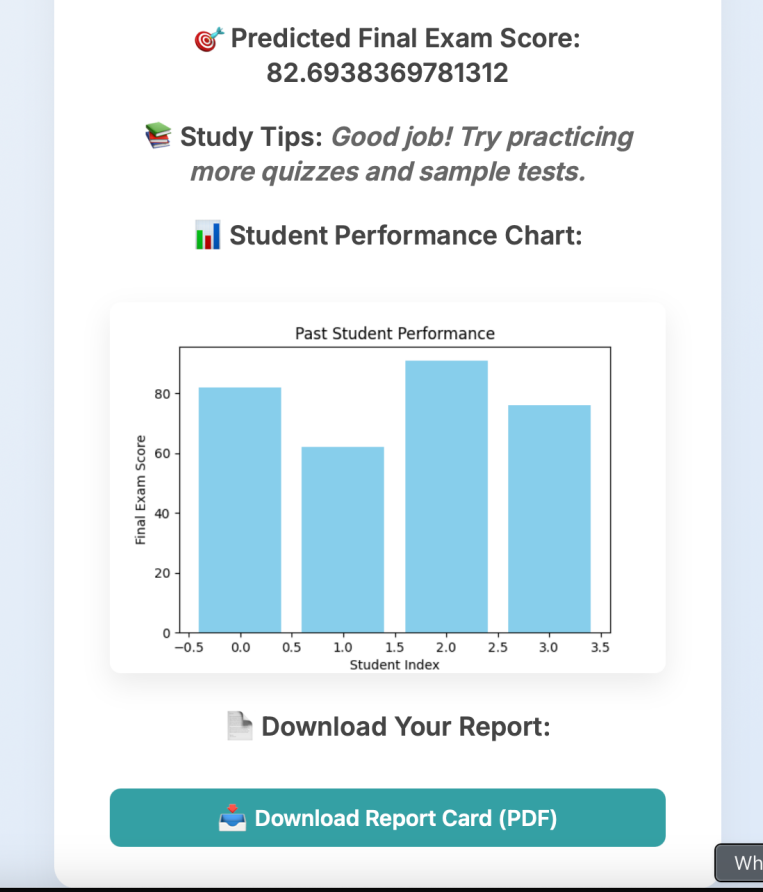 🎯 Predicted Final Exam Score:
82.6938369781312
📚 Study Tips: Good job! Try practicing
more quizzes and sample tests.
📊 Student Performance Chart:
Past Student Performance
Final Exam Score
80
60
40
20
0
−0.5 0.0 0.5 1.0 1.5 2.0 2.5 3.0 3.5
Student Index
📄 Download Your Report:
📥 Download Report Card (PDF)